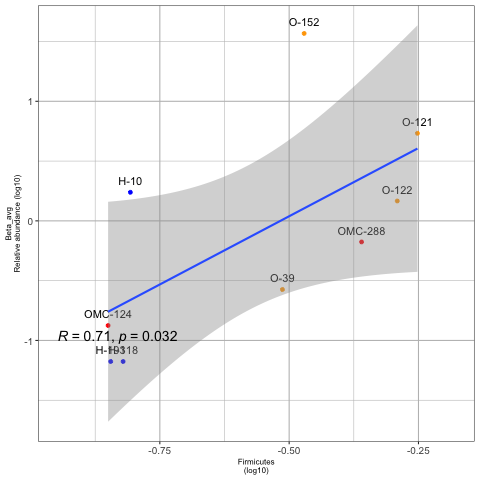 O-152
O-121
H-10
O-122
OMC-288
O-39
OMC-124
R = 0.71, p = 0.032
1
0
-1
-0.75
-0.50
-0.25
Firmicutes
(log10)
Beta_avg
Relative abundance (log10)